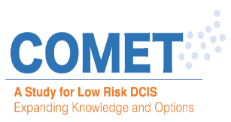 COMET
A Study for Low Risk DCIS
Expanding Knowledge and Options